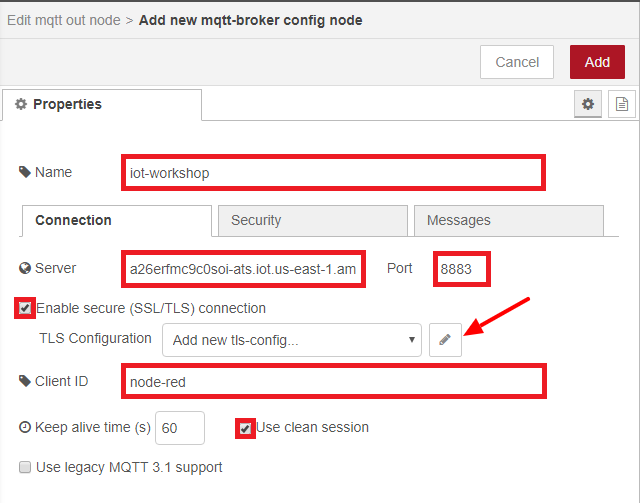 Edit mqtt out node > Add new mqtt-broker config node
Cancel Add
Properties
Name iot-workshop
Connection Security Messages
Server a26erfmc9c0soi-ats.iot.us-east-1.am Port 8883
Enable secure (SSL/TLS) connection
TLS Configuration Add new tls-config...
Client ID node-red
Keep alive time (s) 60 Use clean session
Use legacy MQTT 3.1 support